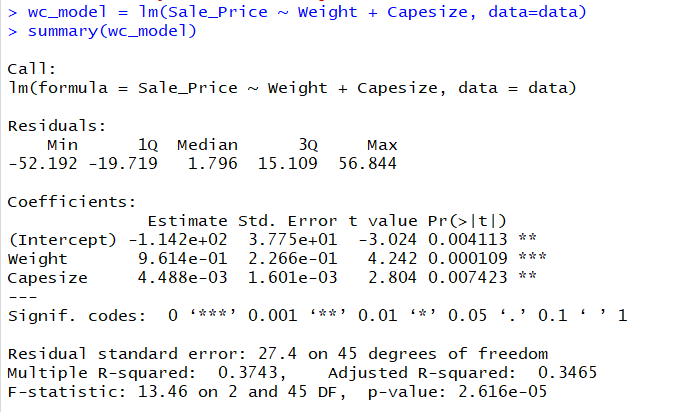 > wc_model = lm(Sale_Price ~ Weight + Capesize, data=data)
> summary(wc_model)
Call:
lm(formula = Sale_Price ~ Weight + Capesize, data = data)
Residuals:
    Min      1Q  Median      3Q     Max
-52.192 -19.719   1.796  15.109  56.844
Coefficients:
              Estimate Std. Error t value Pr(>|t|)
(Intercept) -1.142e+02  3.775e+01  -3.024 0.004113 **
Weight       9.614e-01  2.266e-01   4.242 0.000109 ***
Capesize     4.488e-03  1.601e-03   2.804 0.007423 **
---
Signif. codes:  0 ‘***’ 0.001 ‘**’ 0.01 ‘*’ 0.05 ‘.’ 0.1 ‘ ’ 1
Residual standard error: 27.4 on 45 degrees of freedom
Multiple R-squared:  0.3743,    Adjusted R-squared:  0.3465
F-statistic: 13.46 on 2 and 45 DF,  p-value: 2.616e-05